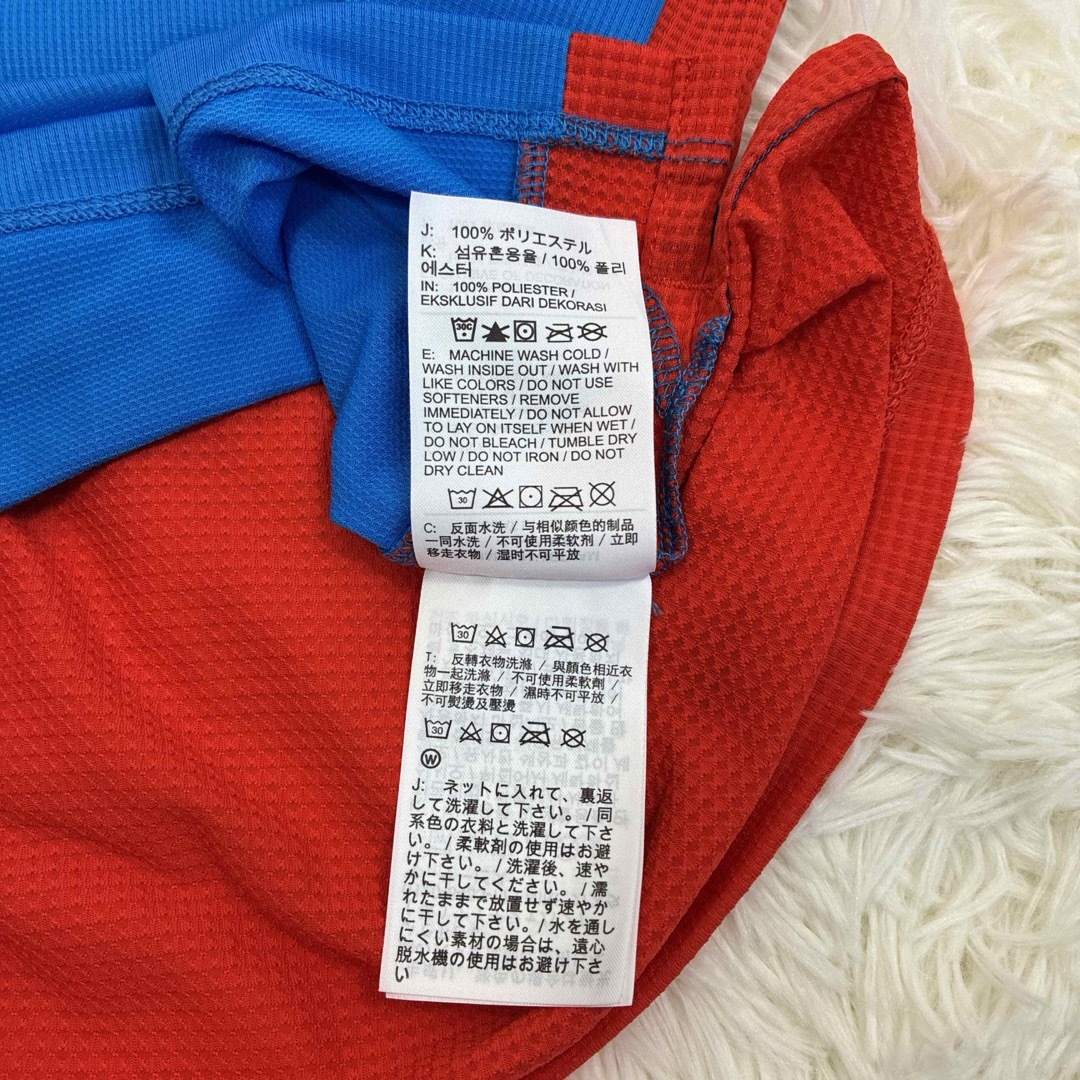 J: 100% ポリエステル
K: 섬유혼용율 / 100% 폴리
에스터
IN: 100% POLIESTER /
EKSKLUSIF DARI DEKORASI
30C
E: MACHINE WASH COLD /
WASH INSIDE OUT / WASH WITH
LIKE COLORS / DO NOT USE
SOFTENERS / REMOVE
IMMEDIATELY / DO NOT ALLOW
TO LAY ON ITSELF WHEN WET /
DO NOT BLEACH / TUMBLE DRY
LOW / DO NOT IRON / DO NOT
DRY CLEAN
30
C: 反面水洗 / 与相似颜色的制品
一同水洗 / 不可使用柔软剂 / 立即
移走衣物 / 湿时不可平放
30
T: 反轉衣物洗滌 / 與顏色相近衣
物一起洗滌 / 不可使用柔軟劑 /
立即移走衣物 / 濕時不可平放 /
不可熨燙及壓燙
30
W
J: ネットに入れて、裏返
して洗濯して下さい。/ 同
系色の衣料と洗濯して下さ
い。/ 柔軟剤の使用はお避
け下さい。/ 洗濯後、速や
かに干してください。/ 濡
れたままで放置せず速やか
に干して下さい。/ 水を通し
にくい素材の場合は、遠心
脱水機の使用はお避け下さ
い